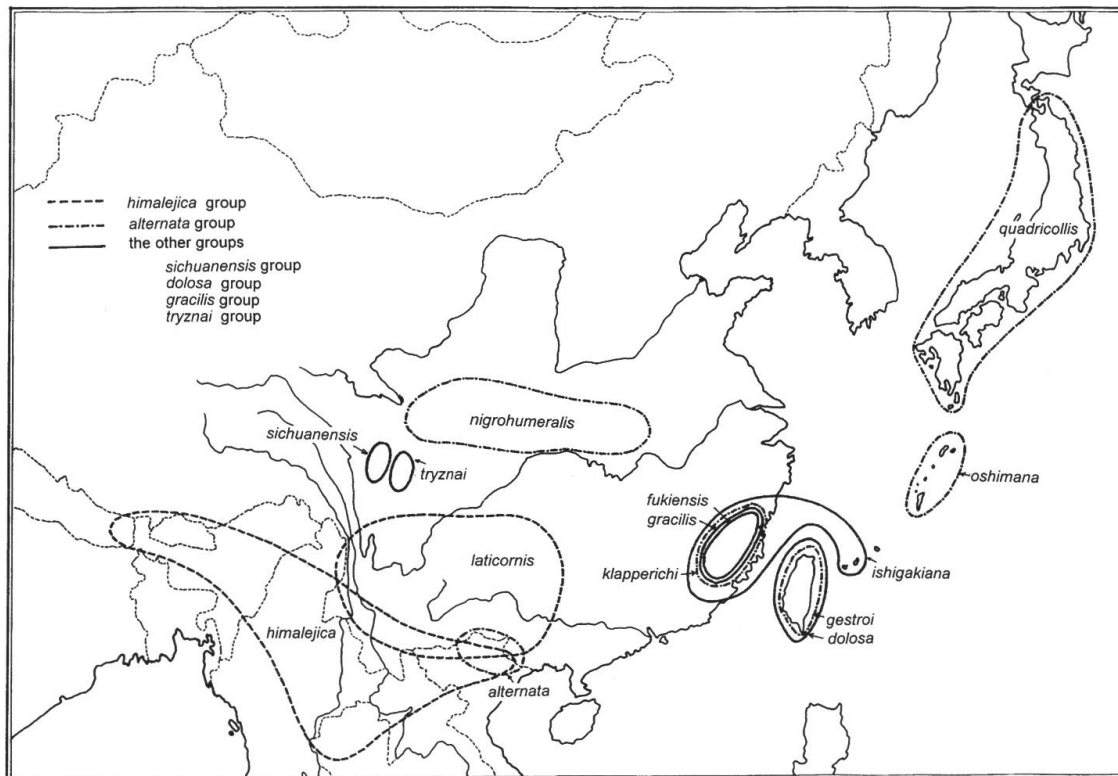 himalejica group
alternata group
the other groups
sichuanensis group
dolosa group
gracilis group
tryznai group
quadricollis
nigrohumeralis
sichuanensis
tryznai
oshimana
fukiensis
gracilis
klapperichi
laticornis
ishigakiana
himalejica
gestroi
dolosa
alternata